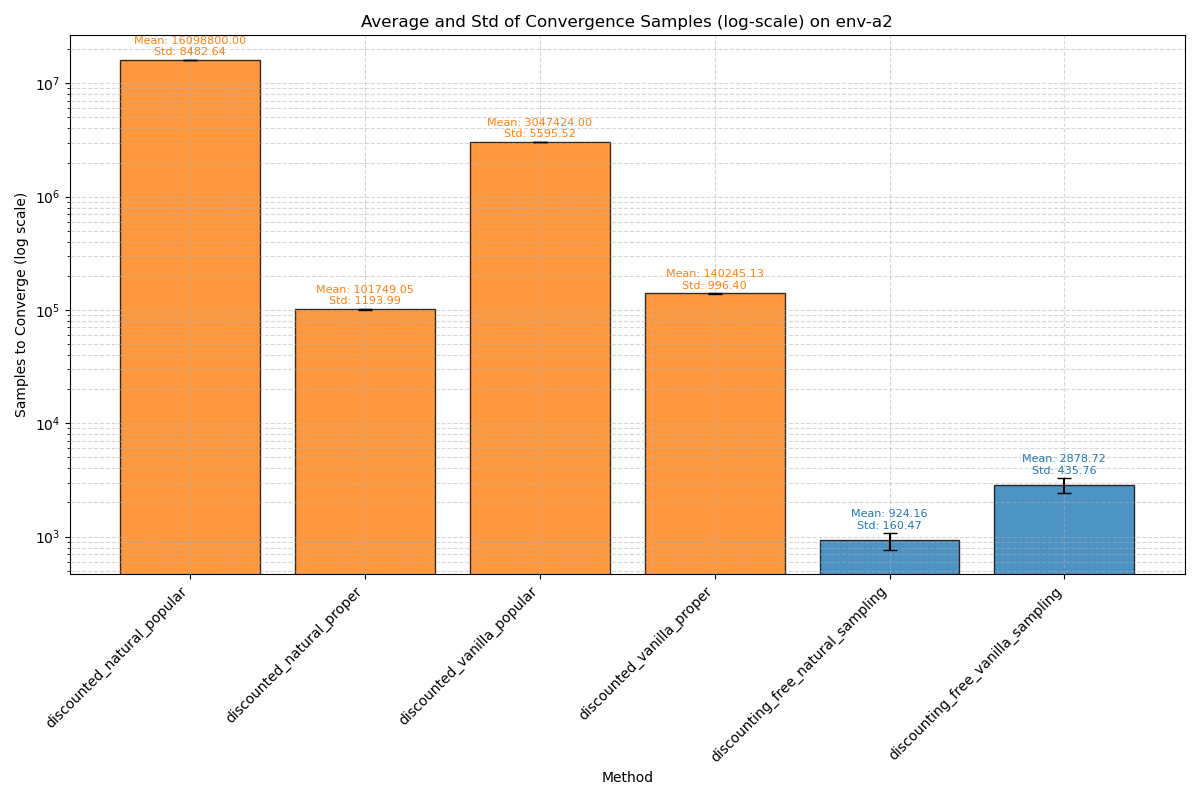 Average and Std of Convergence Samples (log-scale) on env-a2
Samples to Converge (log scale)
10⁷
10⁶
10⁵
10⁴
10³
Mean: 16098800.00
Std: 8482.64
Mean: 101749.05
Std: 1193.99
Mean: 3047424.00
Std: 5595.52
Mean: 140245.13
Std: 996.40
Mean: 924.16
Std: 160.47
Mean: 2878.72
Std: 435.76
discounted_natural_popular
discounted_natural_proper
discounted_vanilla_popular
discounted_vanilla_proper
discounting_free_natural_sampling
discounting_free_vanilla_sampling
Method